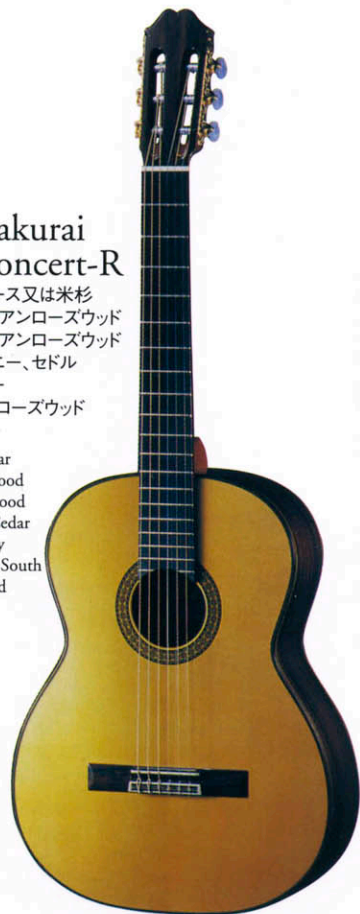 akurai
oncert-R
ース又は米杉
アンローズウッド
アンローズウッド
ニー、セドル
ー
ローズウッド
ar
ood
ood
Cedar
y
South
d